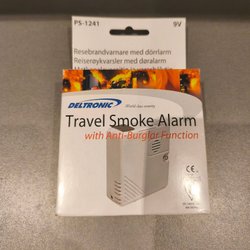 PS-1241 9V
Resebrandvarnare med dörrlarm
Reiserøykvarsler med døralarm
DELTRONIC
Travel Smoke Alarm
with Anti-Burglar Function
CE